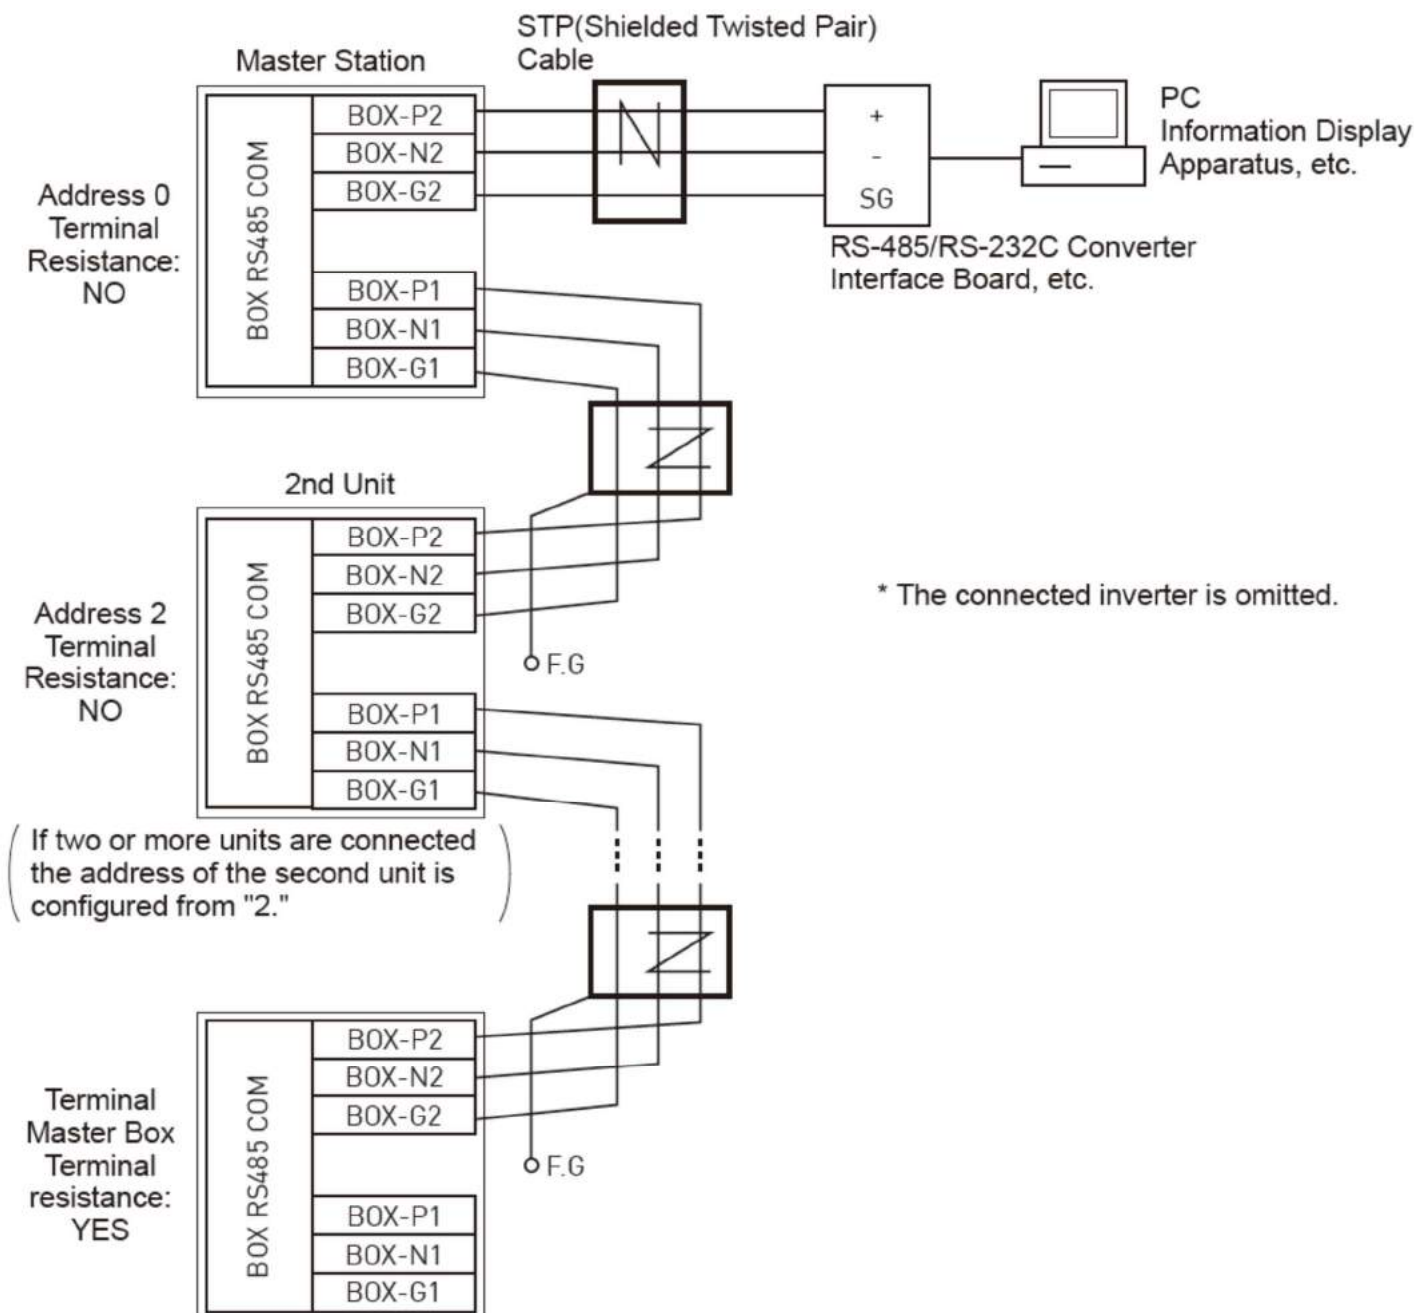 STP(Shielded Twisted Pair)
Cable
Master Station
BOX RS485 COM
BOX-P2
BOX-N2
BOX-G2
BOX-P1
BOX-N1
BOX-G1
Address 0
Terminal
Resistance:
NO
+
-
SG
RS-485/RS-232C Converter
Interface Board, etc.
PC
Information Display
Apparatus, etc.
2nd Unit
BOX RS485 COM
BOX-P2
BOX-N2
BOX-G2
BOX-P1
BOX-N1
BOX-G1
Address 2
Terminal
Resistance:
NO
F.G
* The connected inverter is omitted.
( If two or more units are connected
the address of the second unit is
configured from "2." )
Terminal
Master Box
Terminal
resistance:
YES
BOX RS485 COM
BOX-P2
BOX-N2
BOX-G2
BOX-P1
BOX-N1
BOX-G1
F.G